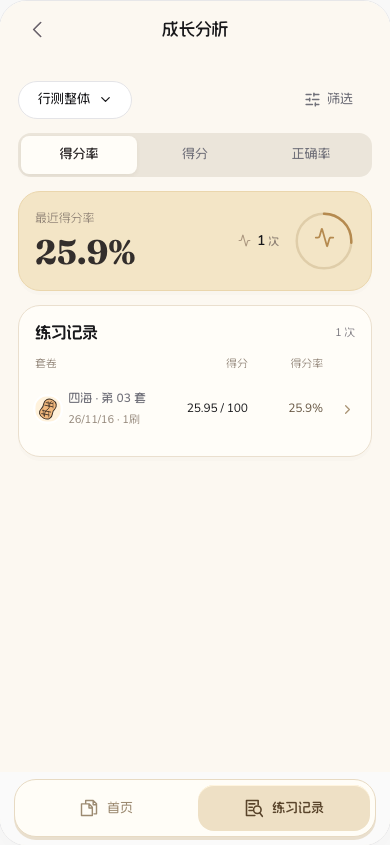 成长分析
行测整体
筛选
得分率 得分 正确率
最近得分率
25.9%
1 次
练习记录
1 次
套卷 得分 得分率
四海 · 第 03 套
26/11/16 · 1刷
25.95 / 100
25.9%
首页
练习记录